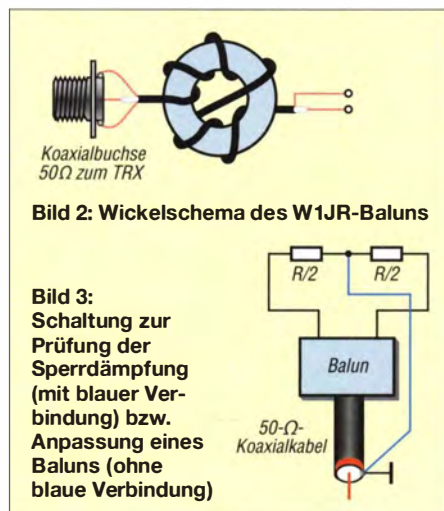 Koaxialbuchse
50Ω zum TRX
Bild 2: Wickelschema des W1JR-Baluns
Bild 3:
Schaltung zur
Prüfung der
Sperrdämpfung
(mit blauer Ver-
bindung) bzw.
Anpassung eines
Baluns (ohne
blaue Verbindung)
R/2
R/2
Balun
50-Ω-
Koaxialkabel